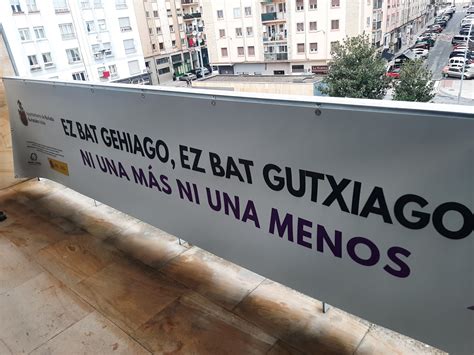 EZ BAT GEHIAGO, EZ BAT GUTXIAGO
NI UNA MÁS NI UNA MENOS